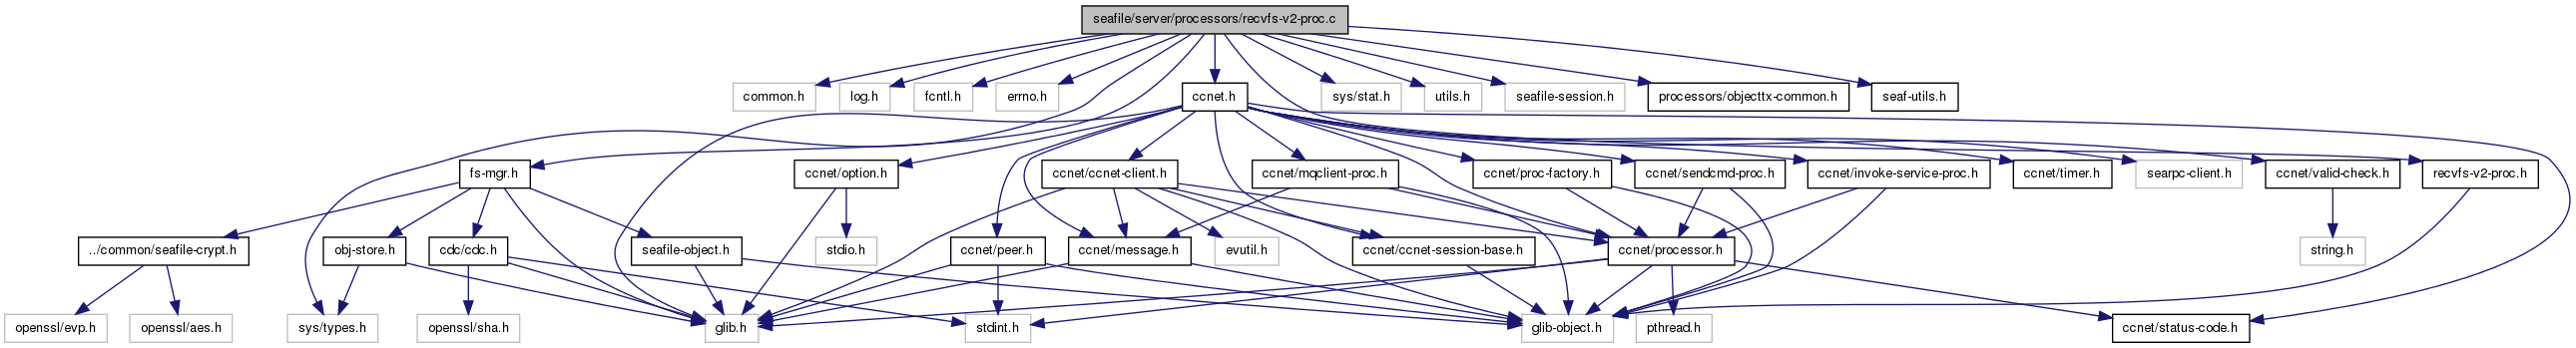 seafile/server/processors/recvfs-v2-proc.c
common.h
log.h
fcntl.h
errno.h
ccnet.h
sys/stat.h
utils.h
seafile-session.h
processors/objecttx-common.h
seaf-utils.h
fs-mgr.h
ccnet/option.h
ccnet/ccnet-client.h
ccnet/mqclient-proc.h
ccnet/proc-factory.h
ccnet/sendcmd-proc.h
ccnet/invoke-service-proc.h
ccnet/timer.h
searpc-client.h
ccnet/valid-check.h
recvfs-v2-proc.h
../common/seafile-crypt.h
obj-store.h
cdc/cdc.h
seafile-object.h
stdio.h
ccnet/peer.h
ccnet/message.h
evutil.h
ccnet/ccnet-session-base.h
ccnet/processor.h
string.h
openssl/evp.h
openssl/aes.h
sys/types.h
openssl/sha.h
glib.h
stdint.h
glib-object.h
pthread.h
ccnet/status-code.h